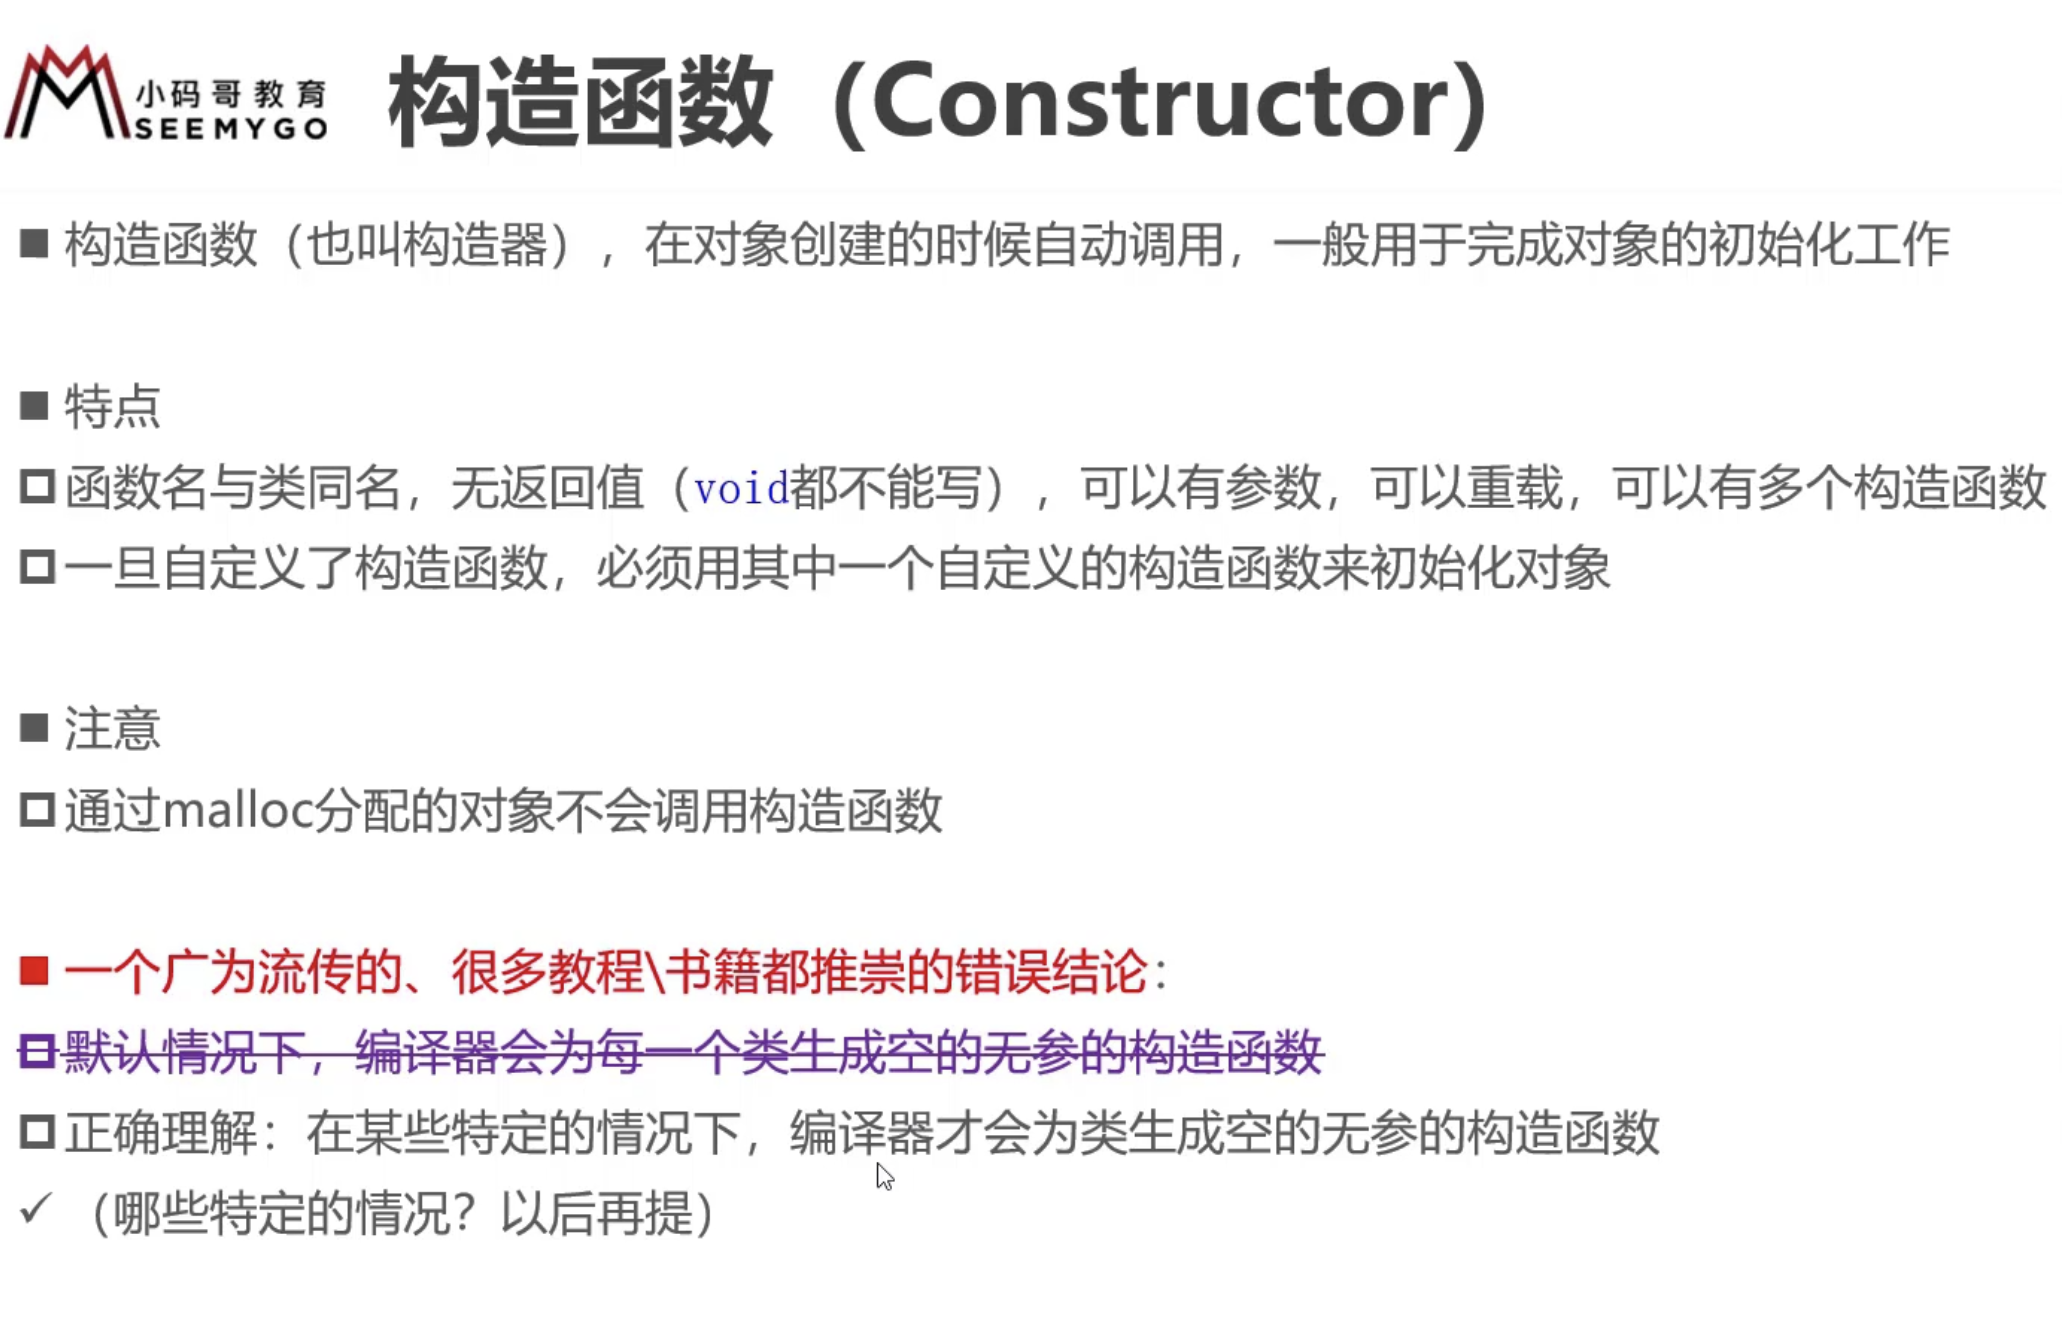 小码哥教育
SEEMYGO
构造函数（Constructor）
构造函数（也叫构造器），在对象创建的时候自动调用，一般用于完成对象的初始化工作
特点
函数名与类同名，无返回值（void都不能写），可以有参数，可以重载，可以有多个构造函数
一旦自定义了构造函数，必须用其中一个自定义的构造函数来初始化对象
注意
通过malloc分配的对象不会调用构造函数
一个广为流传的、很多教程\书籍都推崇的错误结论：
默认情况下，编译器会为每一个类生成空的无参的构造函数
正确理解：在某些特定的情况下，编译器才会为类生成空的无参的构造函数
✓（哪些特定的情况？以后再提）